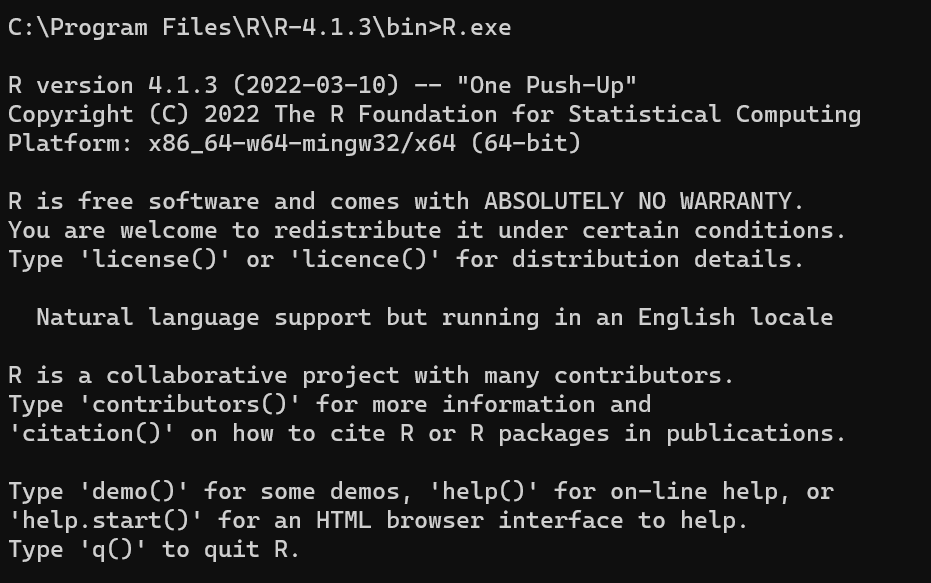 C:\Program Files\R\R-4.1.3\bin>R.exe
R version 4.1.3 (2022-03-10) -- "One Push-Up"
Copyright (C) 2022 The R Foundation for Statistical Computing
Platform: x86_64-w64-mingw32/x64 (64-bit)
R is free software and comes with ABSOLUTELY NO WARRANTY.
You are welcome to redistribute it under certain conditions.
Type 'license()' or 'licence()' for distribution details.
Natural language support but running in an English locale
R is a collaborative project with many contributors.
Type 'contributors()' for more information and
'citation()' on how to cite R or R packages in publications.
Type 'demo()' for some demos, 'help()' for on-line help, or
'help.start()' for an HTML browser interface to help.
Type 'q()' to quit R.